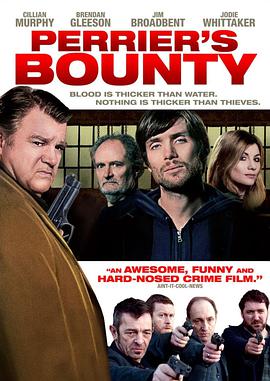 CILLIAN MURPHY BRENDAN GLEESON JIM BROADBENT JODIE WHITTAKER
PERRIER'S
BOUNTY
BLOOD IS THICKER THAN WATER.
NOTHING IS THICKER THAN THIEVES.
"AN AWESOME, FUNNY AND
HARD-NOSED CRIME FILM."
AINT-IT-COOL-NEWS